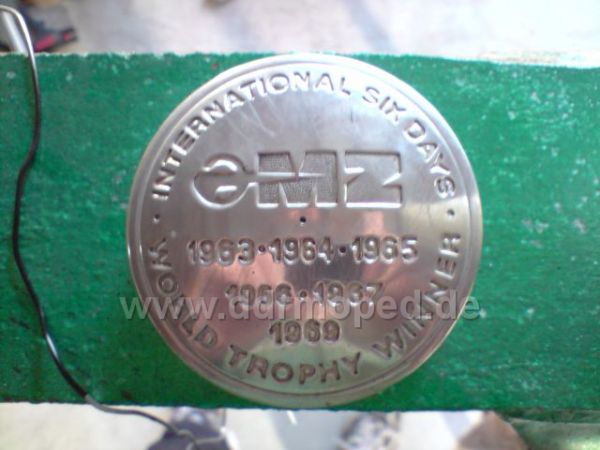 · INTERNATIONAL SIX DAYS ·
MZ
1963 · 1964 · 1965
1966 · 1967
1969
WORLD TROPHY WINNER
www.ddrmoped.de